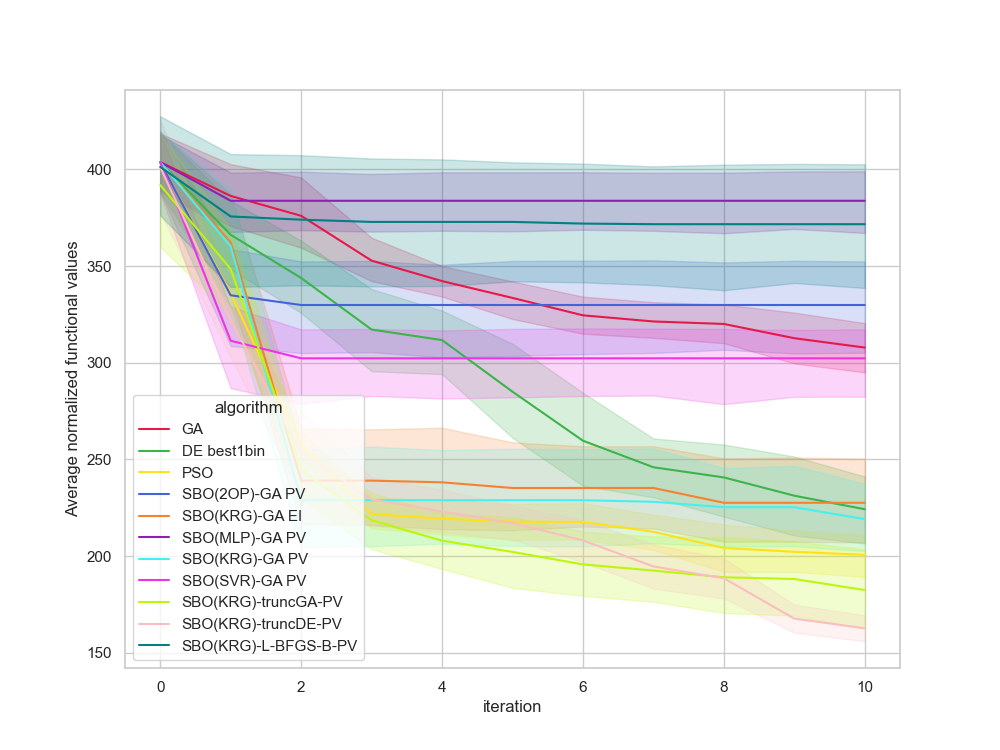 Average normalized functional values
400
350
300
250
200
150
algorithm
GA
DE best1bin
PSO
SBO(2OP)-GA PV
SBO(KRG)-GA EI
SBO(MLP)-GA PV
SBO(KRG)-GA PV
SBO(SVR)-GA PV
SBO(KRG)-truncGA-PV
SBO(KRG)-truncDE-PV
SBO(KRG)-L-BFGS-B-PV
0 2 4 6 8 10
iteration